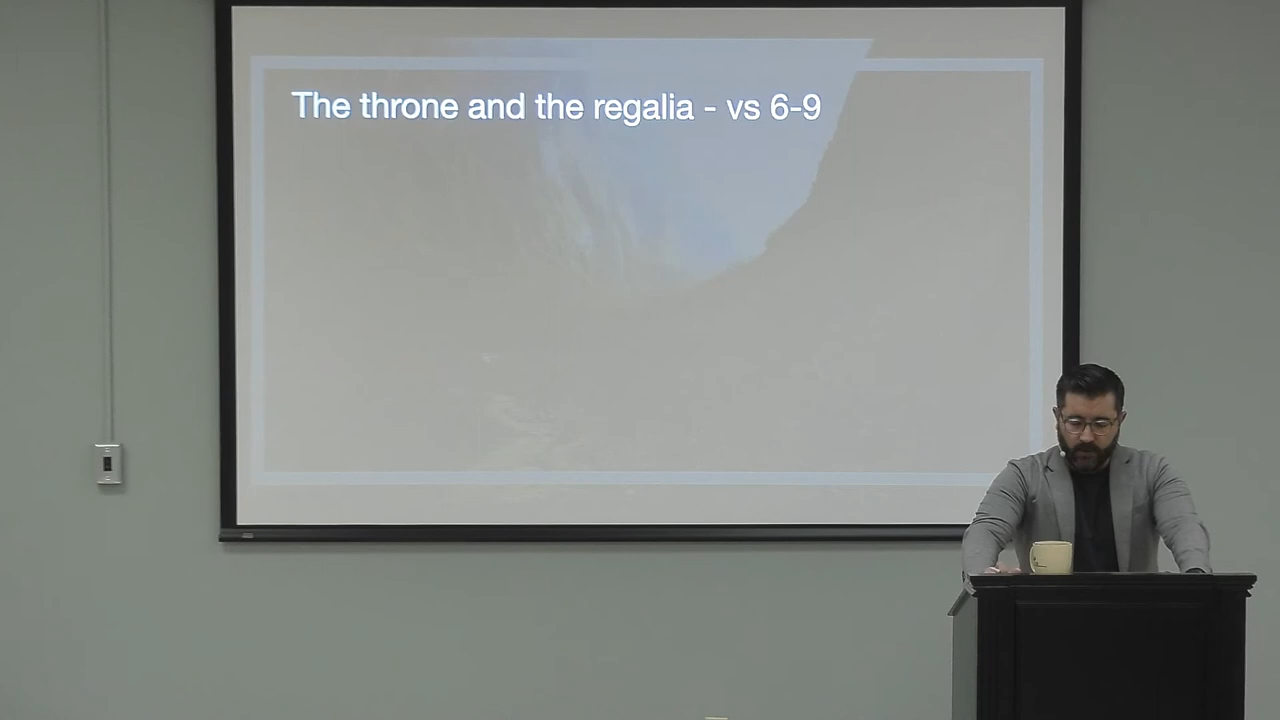 The throne and the regalia - vs 6-9